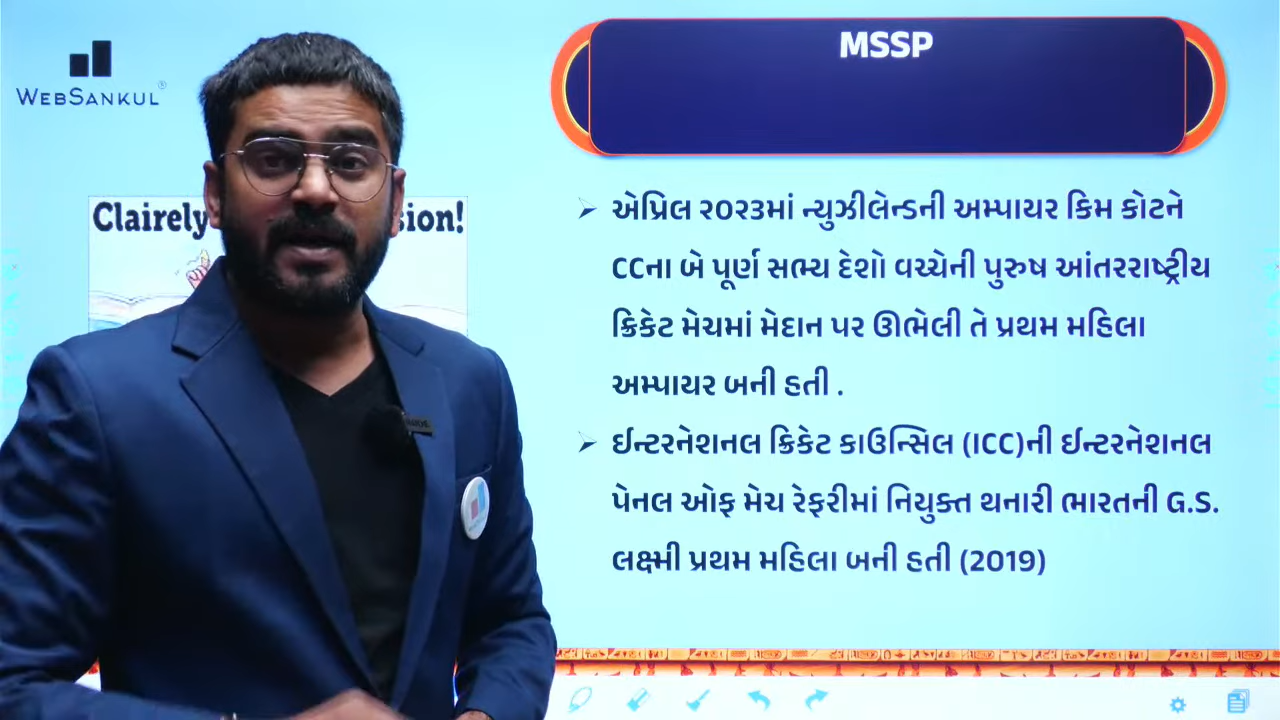 WEBSANKUL
MSSP
Clairely
sion!
એપ્રિલ ૨૦૨૩માં ન્યુઝીલેન્ડની અમ્પાયર કિમ કોટને
CCના બે પૂર્ણ સભ્ય દેશો વચ્ચેની પુરુષ આંતરરાષ્ટ્રીય
ક્રિકેટ મેચમાં મેદાન પર ઊભેલી તે પ્રથમ મહિલા
અમ્પાયર બની હતી .
ઈન્ટરનેશનલ ક્રિકેટ કાઉન્સિલ (ICC)ની ઈન્ટરનેશનલ
પેનલ ઓફ મેચ રેફરીમાં નિયુક્ત થનારી ભારતની G.S.
લક્ષ્મી પ્રથમ મહિલા બની હતી (2019)